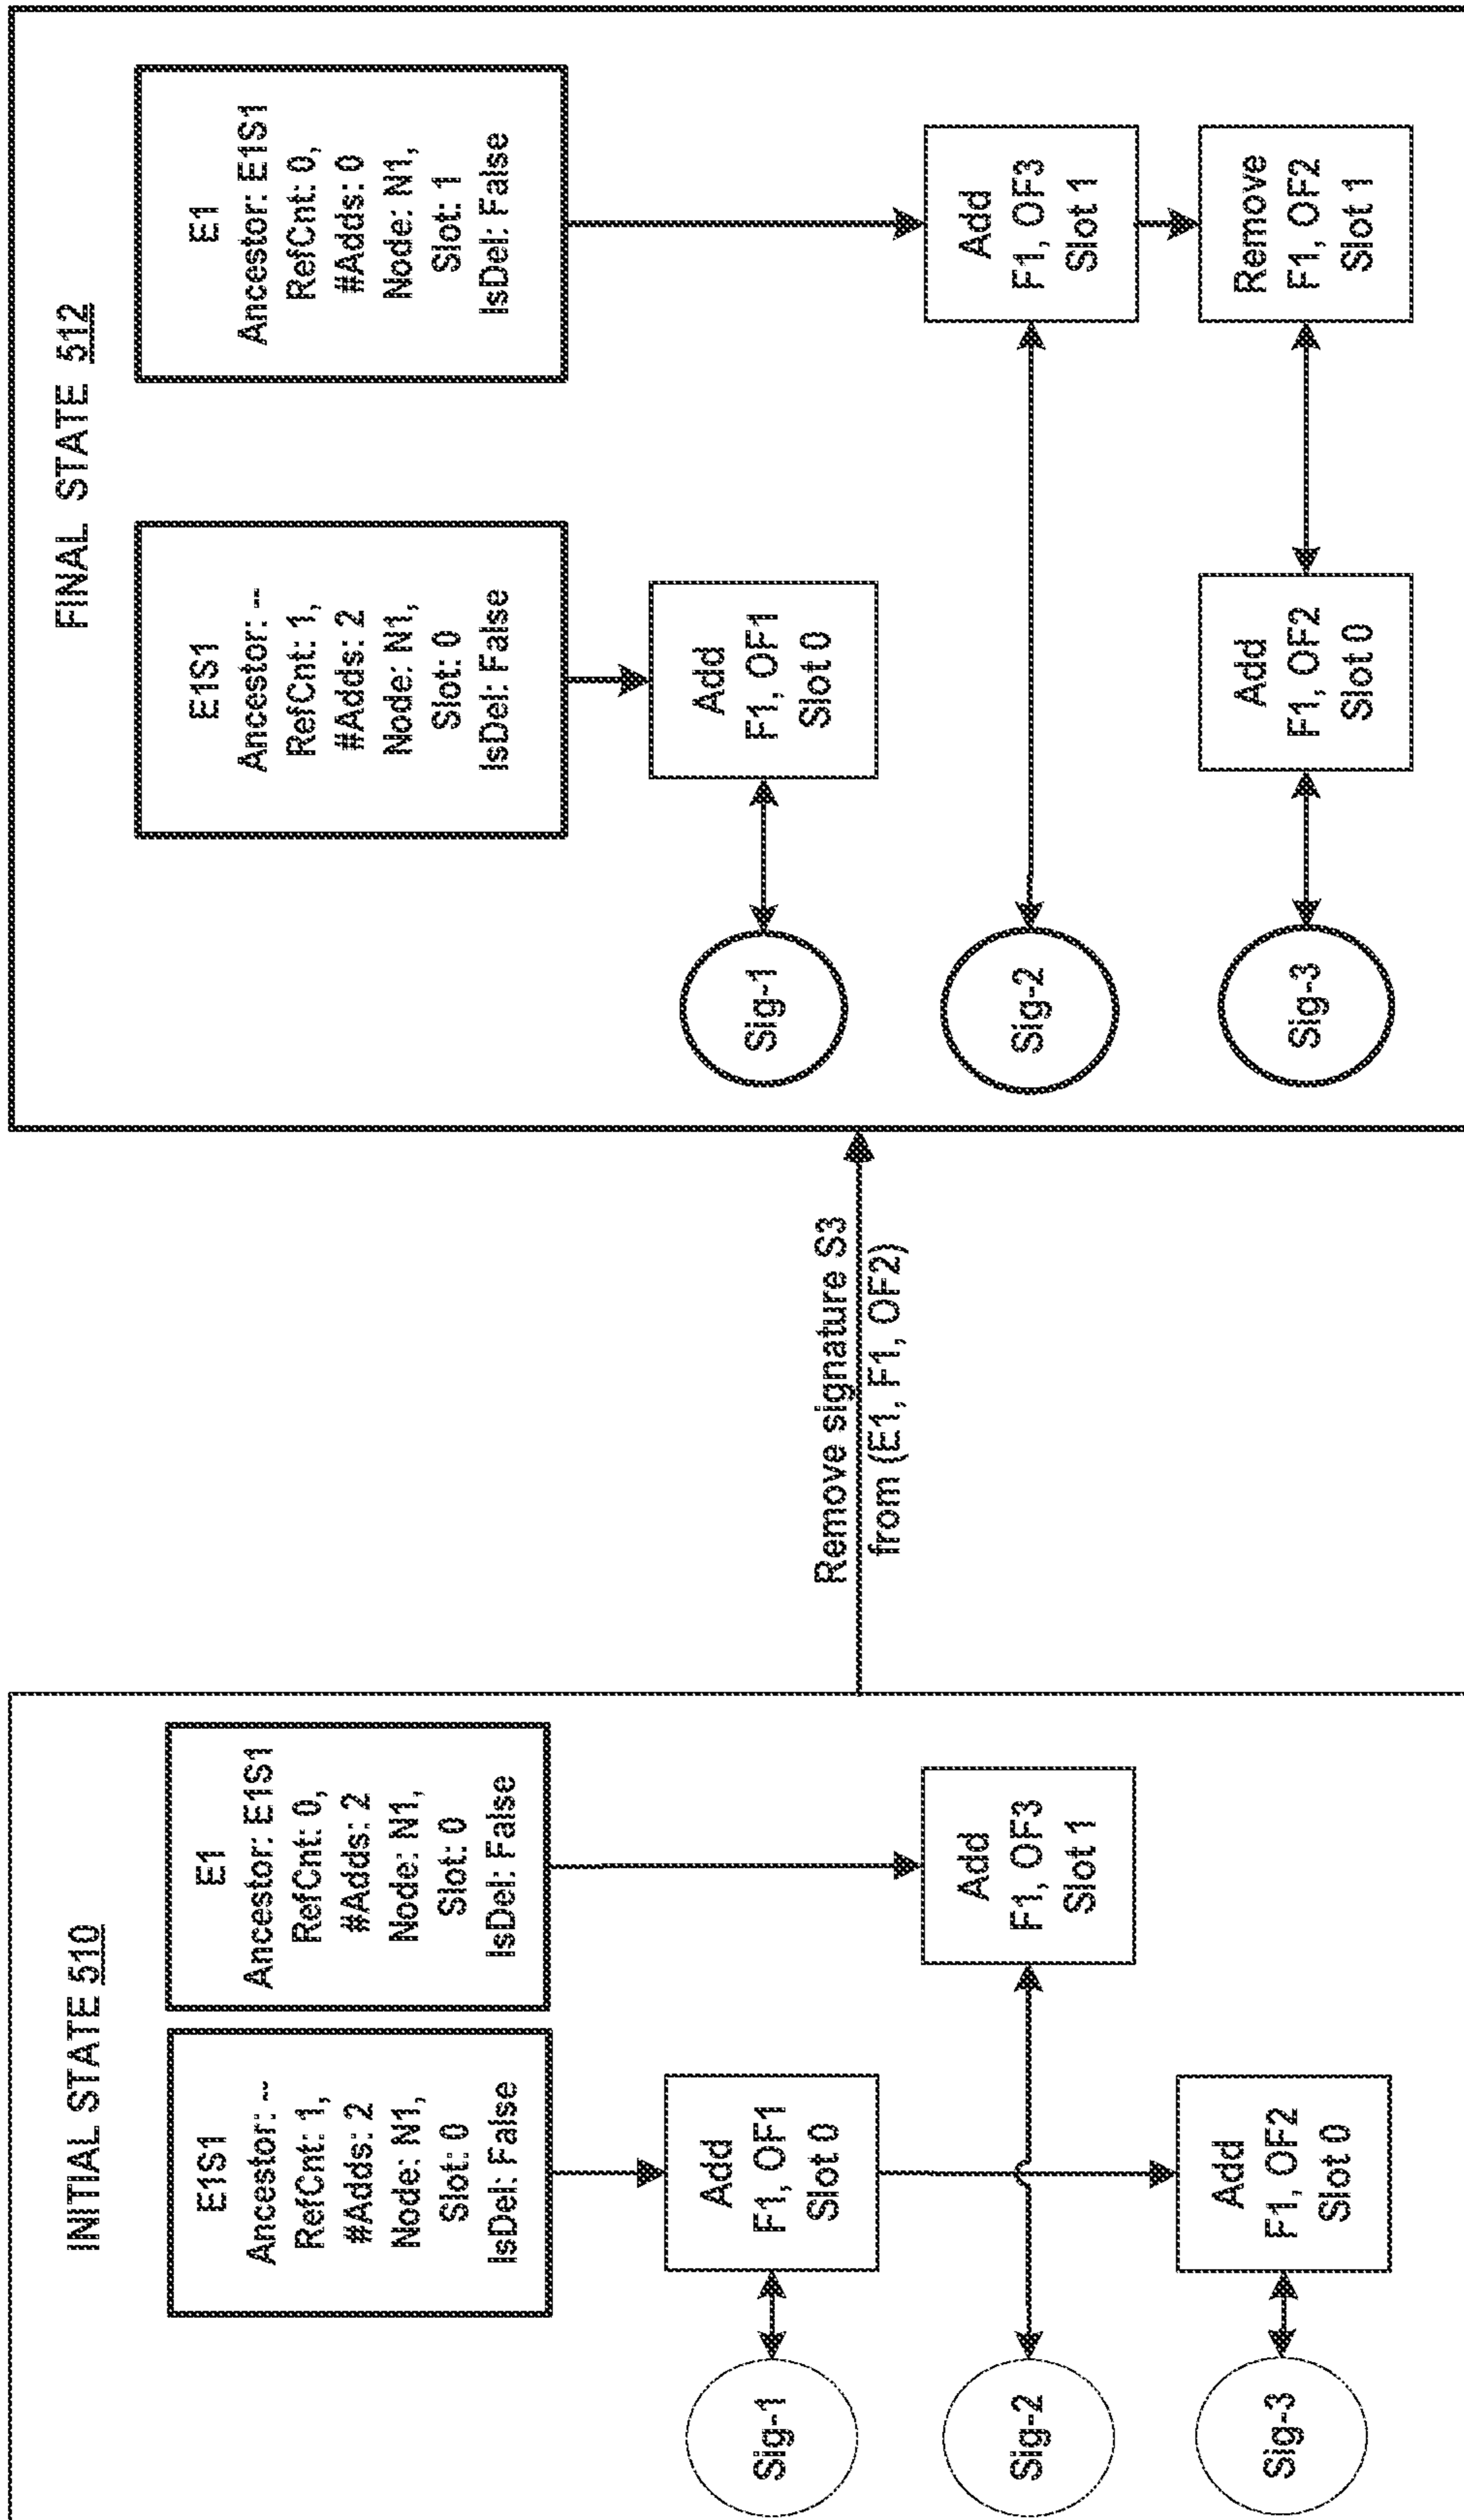 INITIAL STATE 510
E1S1
Ancestor: --
RefCnt: 1,
#Adds: 2
Node: N1,
Slot: 0
IsDel: False
E1
Ancestor: E1S1
RefCnt: 0,
#Adds: 2
Node: N1,
Slot: 0
IsDel: False
Sig-1
Add
F1, OF1
Slot 0
Sig-2
Add
F1, OF3
Slot 1
Sig-3
Add
F1, OF2
Slot 0
Remove signature S3
from (E1, F1, OF2)
FINAL STATE 512
E1S1
Ancestor: --
RefCnt: 1,
#Adds: 2
Node: N1,
Slot: 0
IsDel: False
E1
Ancestor: E1S1
RefCnt: 0,
#Adds: 0
Node: N1,
Slot: 1
IsDel: False
Sig-1
Add
F1, OF1
Slot 0
Sig-2
Add
F1, OF3
Slot 1
Sig-3
Add
F1, OF2
Slot 0
Remove
F1, OF2
Slot 1